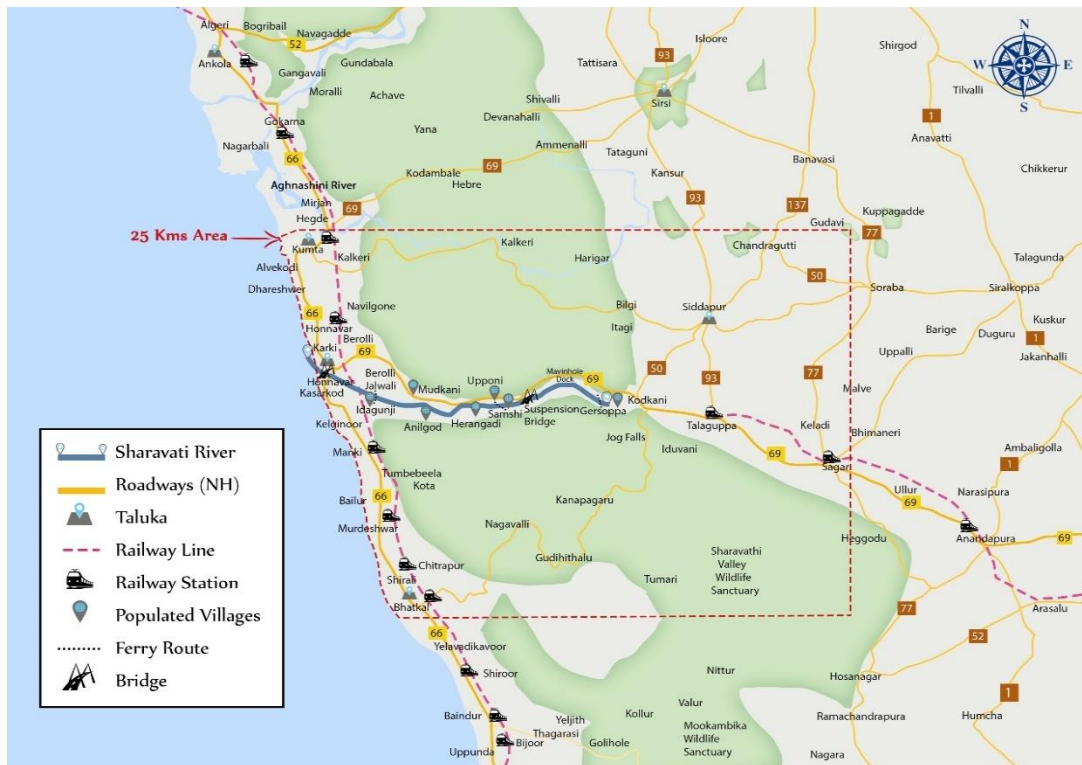 Algeri
Bogribail
Navagadde
52
Ankola
Gangavali
Gundabala
Moralli
Achave
Gokarna
Nagarbali
66
Yana
Aghnashini River
Mirjan
Hegde
69
Kodambale
Hebre
69
Tattisara
93
Isloore
Shivalli
Devanahalli
Sirsi
Ammenalli
Tataguni
Kansur
93
Banavasi
137
Gudavi
Kuppagadde
77
Shirgod
Tilvalli
1
Anavatti
Chikkerur
N
W
E
S
25 Kms Area
Kumta
Kalkeri
Kalkeri
Harigar
Chandragutti
50
Soraba
Talagunda
Siralkoppa
Alvekodi
Dhareshwer
66
Navilgone
Honnavar
Berolli
Karki
69
Bilgi
Itagi
Siddapur
Barige
Duguru
Kuskur
1
Jakanhalli
Uppalli
Honnavar
Kasarkod
Berolli
Jalwali
Idagunji
Mudkani
Upponi
Mavinhole
Dock
69
50
93
77
Malve
Anilgod
Herangadi
Samshi
Suspension
Bridge
Gersoppa
Kodkani
Talaguppa
Keladi
Bhimaneri
Kelginoor
Manki
Jog Falls
Iduvani
69
Sagari
Ambaligolla
1
Tumbebeela
Kota
Bailur
66
Kanapagaru
Ullur
69
Narasipura
Murdeshwar
Nagavalli
Anandapura
69
Heggodu
Chitrapur
Gudihithalu
Sharavathi
Valley
Wildlife
Sanctuary
Shirali
Tumari
Bhatkal
77
Arasalu
66
52
Yelavadikavoor
Shiroor
Nittur
Hosanagar
1
Baindur
Yeljith
Thagarasi
Kollur
Valur
Ramachandrapura
Humcha
Uppunda
Bijoor
Golihole
Mookambika
Wildlife
Sanctuary
Nagara
Sharavati River
Roadways (NH)
Taluka
Railway Line
Railway Station
Populated Villages
Ferry Route
Bridge